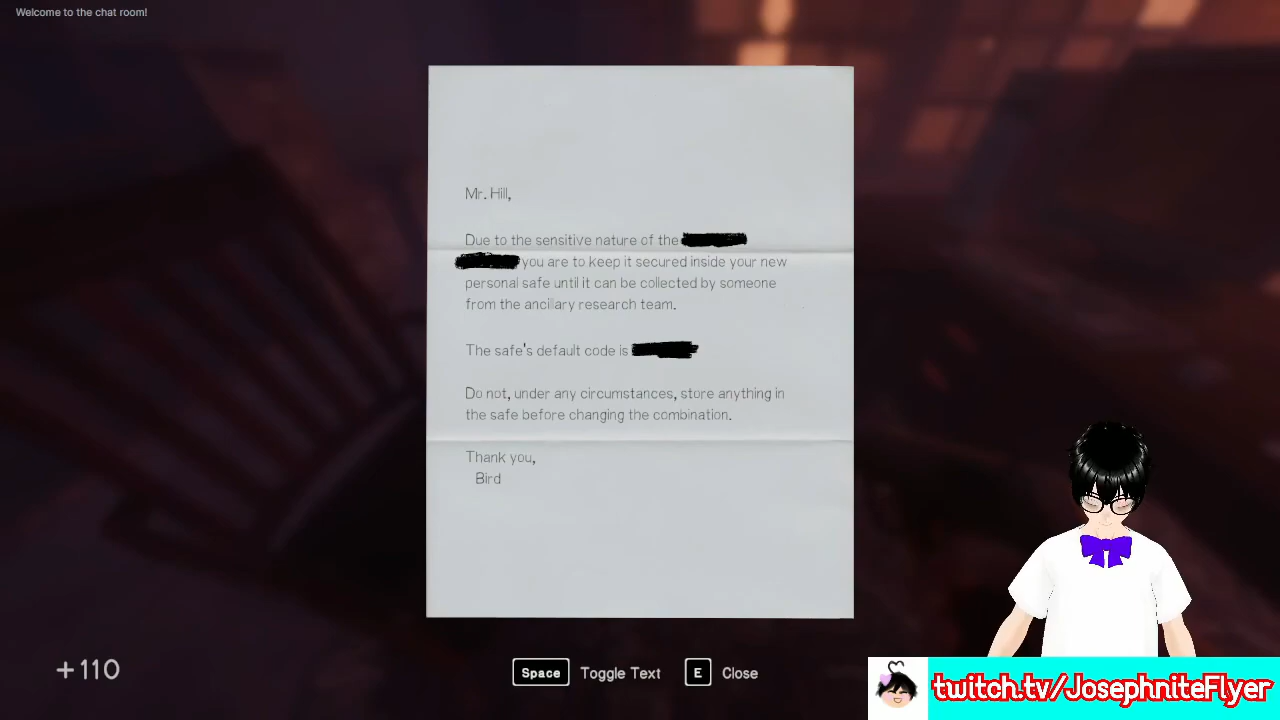 Welcome to the chat room!
Mr. Hill,
Due to the sensitive nature of the
you are to keep it secured inside your new
personal safe until it can be collected by someone
from the ancillary research team.
The safe's default code is
Do not, under any circumstances, store anything in
the safe before changing the combination.
Thank you,
Bird
+110
Space Toggle Text E Close
twitch.tv/JosephniteFlyer